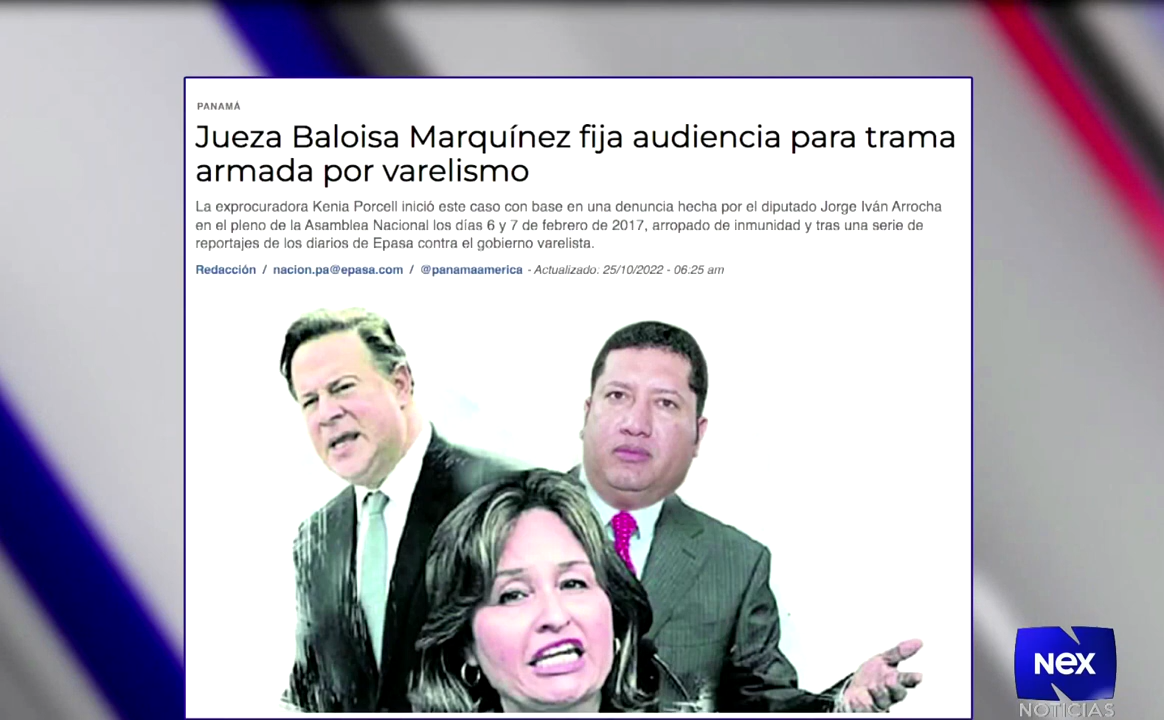 PANAMÁ
Jueza Baloisa Marquínez fija audiencia para trama
armada por varelismo
La exprocuradora Kenia Porcell inició este caso con base en una denuncia hecha por el diputado Jorge Iván Arrocha
en el pleno de la Asamblea Nacional los días 6 y 7 de febrero de 2017, arropado de inmunidad y tras una serie de
reportajes de los diarios de Epasa contra el gobierno varelista.
Redacción / nacion.pa@epasa.com / @panamaamerica - Actualizado: 25/10/2022 - 06:25 am
NEX
NOTICIAS